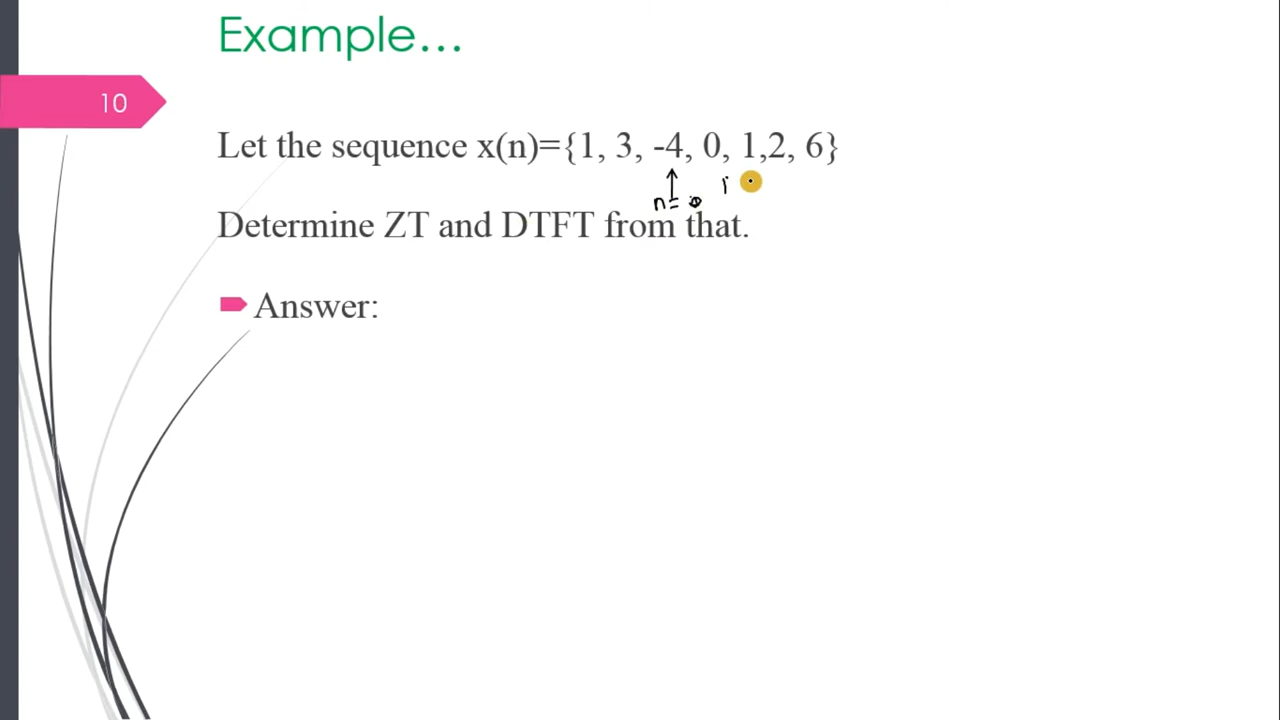 Example...
10
Let the sequence x(n)={1, 3, -4, 0, 1,2, 6}
n= 0 1
Determine ZT and DTFT from that.
Answer: